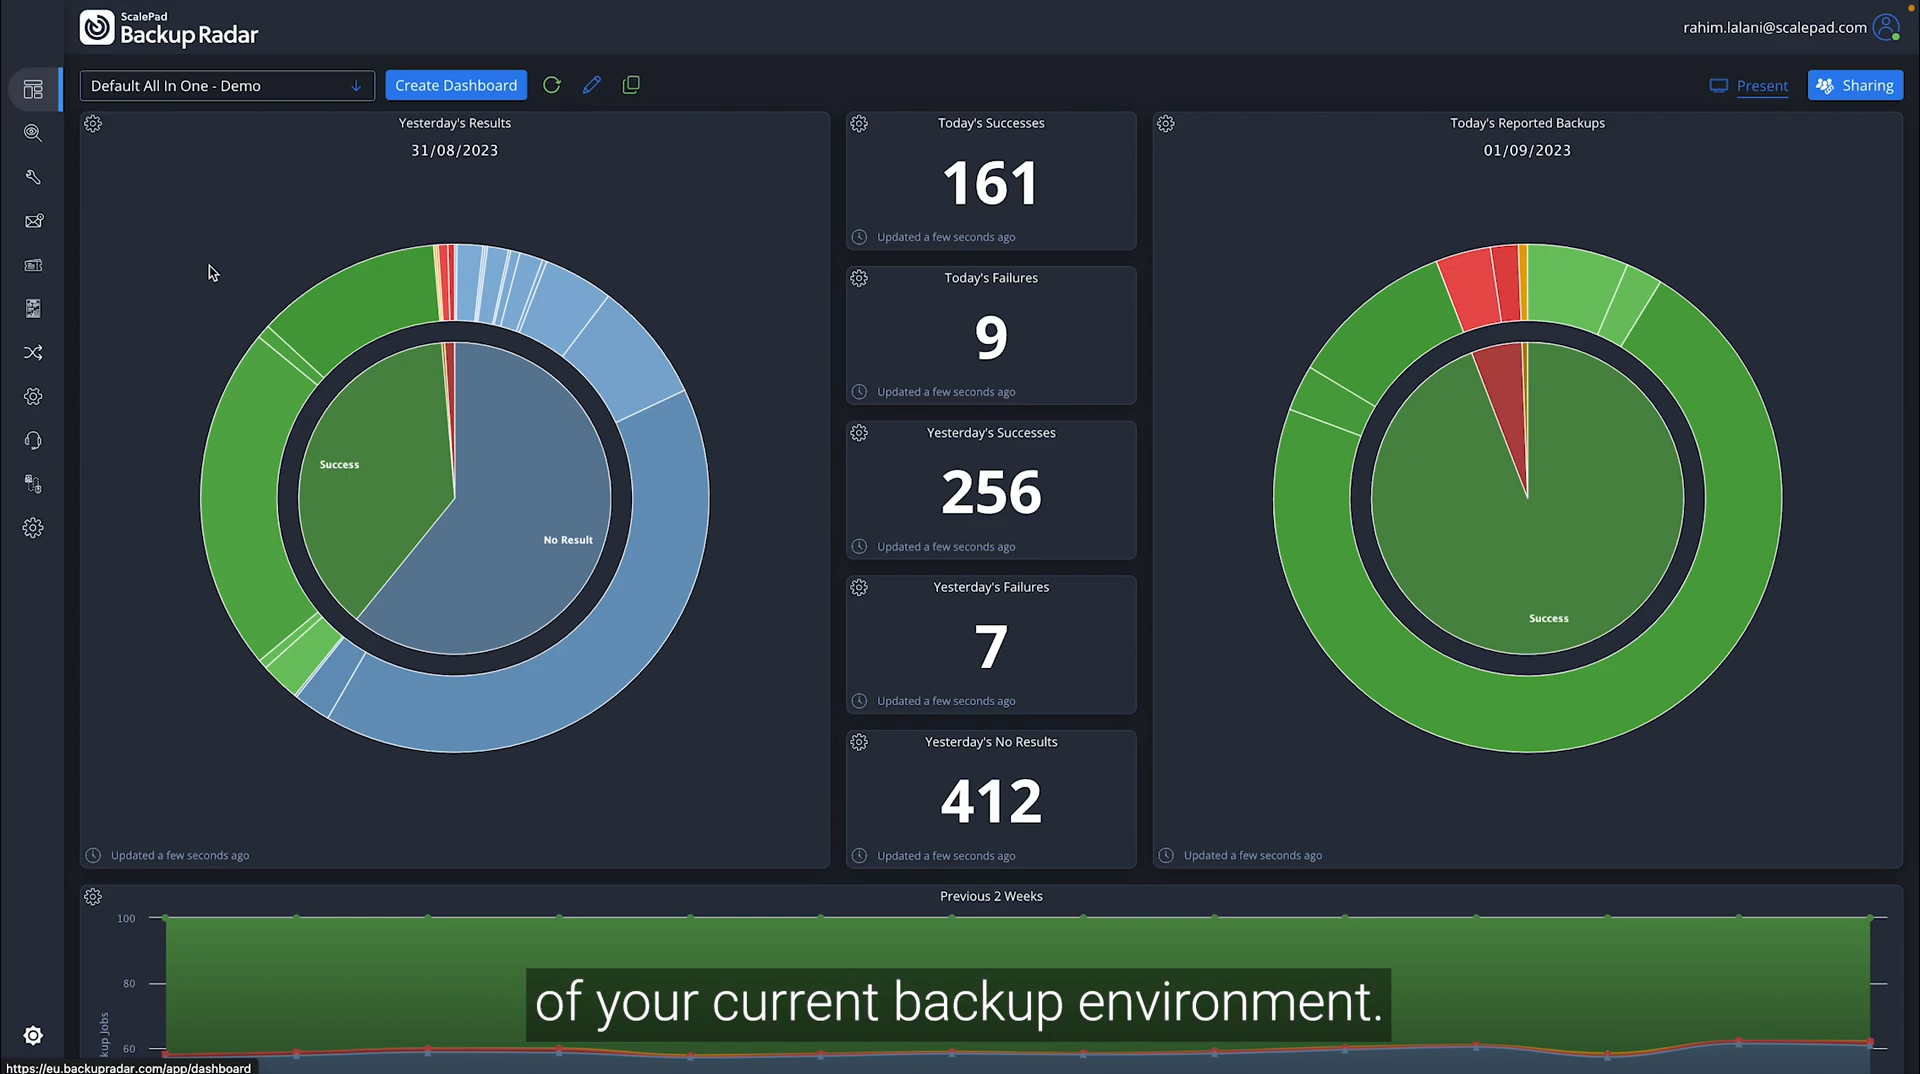 ScalePad
Backup Radar
rahim.lalani@scalepad.com
Default All In One - Demo
Create Dashboard
Present
Sharing
Yesterday's Results
31/08/2023
Success
No Result
Updated a few seconds ago
Today's Successes
161
Updated a few seconds ago
Today's Failures
9
Updated a few seconds ago
Yesterday's Successes
256
Updated a few seconds ago
Yesterday's Failures
7
Updated a few seconds ago
Yesterday's No Results
412
Updated a few seconds ago
Today's Reported Backups
01/09/2023
Success
Updated a few seconds ago
Previous 2 Weeks
100
80
60
kup Jobs
of your current backup environment.
https://eu.backupradar.com/app/dashboard